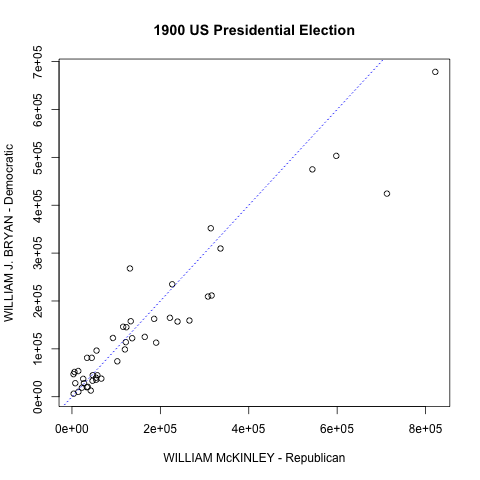 1900 US Presidential Election
WILLIAM J. BRYAN - Democratic
7e+05
6e+05
5e+05
4e+05
3e+05
2e+05
1e+05
0e+00
0e+00 2e+05 4e+05 6e+05 8e+05
WILLIAM McKINLEY - Republican